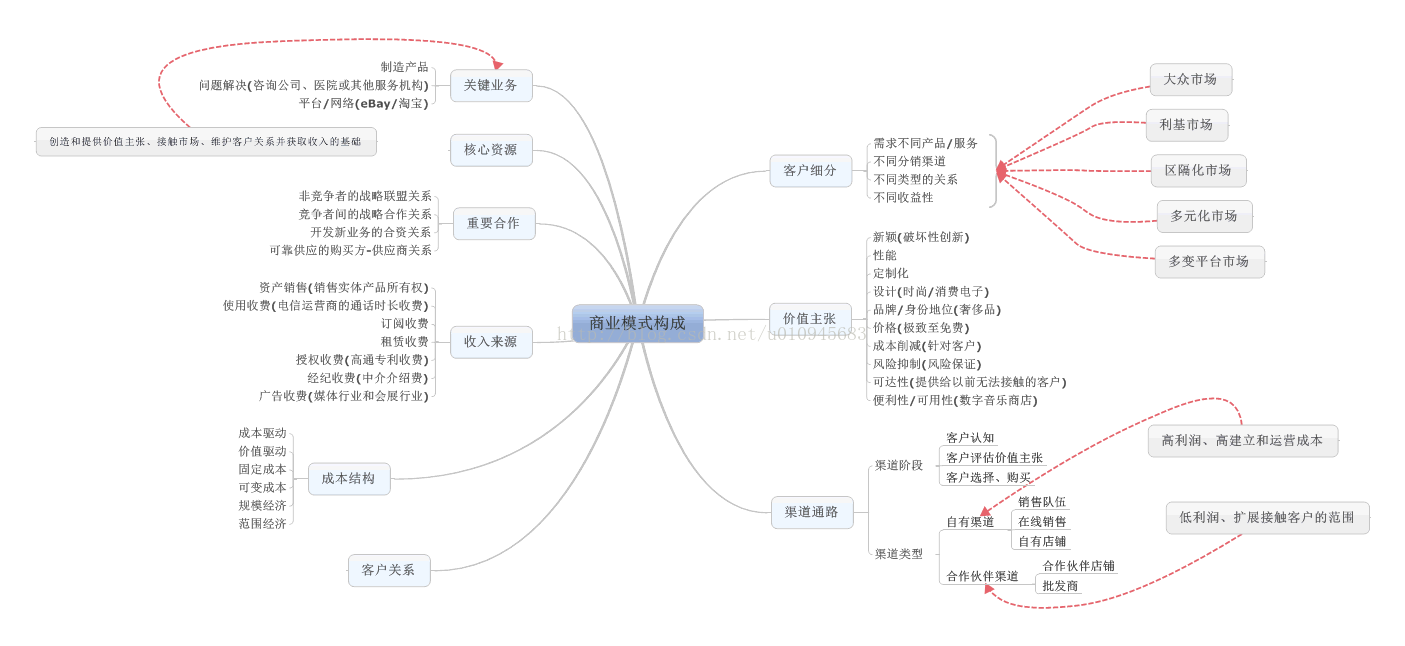 商业模式构成
客户细分
需求不同产品/服务
不同分销渠道
不同类型的关系
不同收益性
大众市场
利基市场
区隔化市场
多元化市场
多变平台市场
价值主张
新颖(破坏性创新)
性能
定制化
设计(时尚/消费电子)
品牌/身份地位(奢侈品)
价格(极致至免费)
成本削减(针对客户)
风险抑制(风险保证)
可达性(提供给以前无法接触的客户)
便利性/可用性(数字音乐商店)
渠道通路
渠道阶段
客户认知
客户评估价值主张
客户选择、购买
渠道类型
自有渠道
销售队伍
在线销售
自有店铺
合作伙伴渠道
合作伙伴店铺
批发商
高利润、高建立和运营成本
低利润、扩展接触客户的范围
关键业务
制造产品
问题解决(咨询公司、医院或其他服务机构)
平台/网络(eBay/淘宝)
创造和提供价值主张、接触市场、维护客户关系并获取收入的基础
核心资源
重要合作
非竞争者的战略联盟关系
竞争者间的战略合作关系
开发新业务的合资关系
可靠供应的购买方-供应商关系
收入来源
资产销售(销售实体产品所有权)
使用收费(电信运营商的通话时长收费)
订阅收费
租赁收费
授权收费(高通专利收费)
经纪收费(中介介绍费)
广告收费(媒体行业和会展行业)
成本结构
成本驱动
价值驱动
固定成本
可变成本
规模经济
范围经济
客户关系